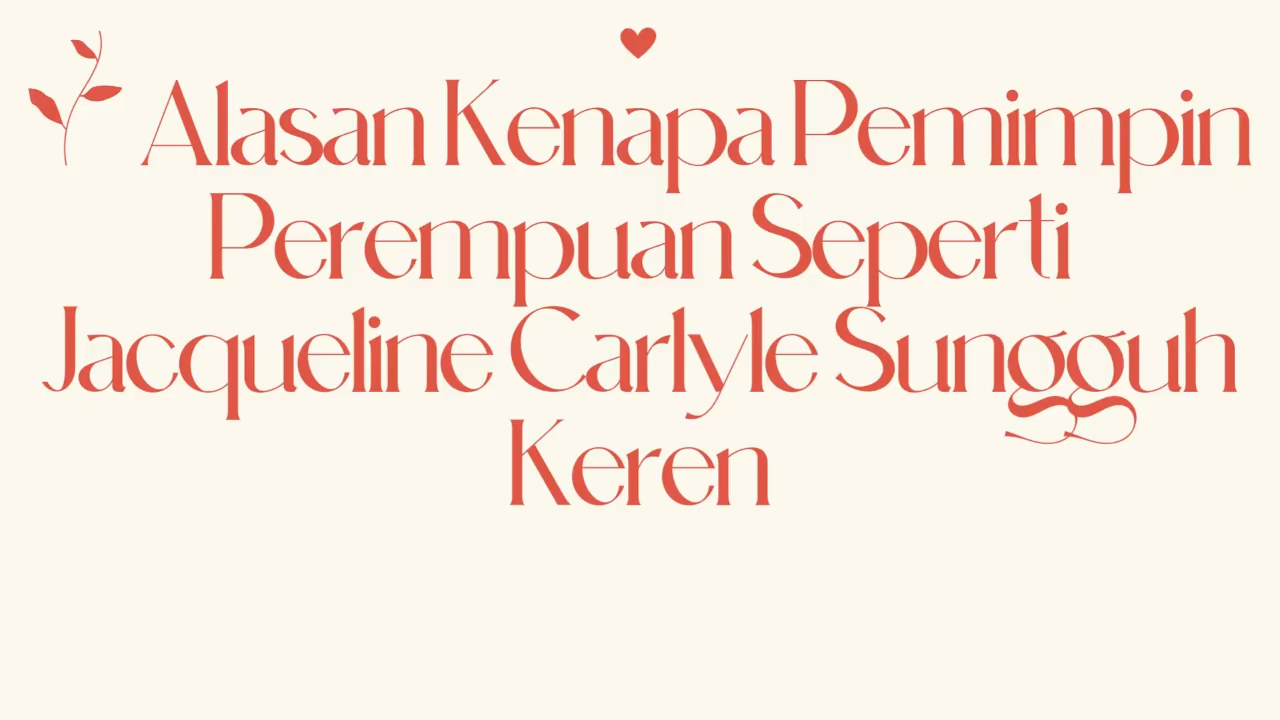 Alasan Kenapa Pemimpin
Perempuan Seperti
Jacqueline Carlyle Sungguh
Keren